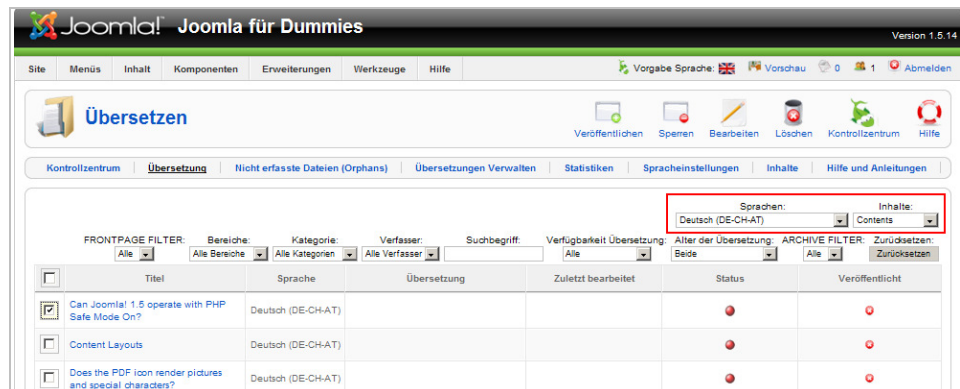 Joomla! Joomla für Dummies
Version 1.5.14
Site Menüs Inhalt Komponenten Erweiterungen Werkzeuge Hilfe Vorgabe Sprache: Vorschau 0 1 Abmelden
Übersetzen
Veröffentlichen Sperren Bearbeiten Löschen Kontrollzentrum Hilfe
Kontrollzentrum Übersetzung Nicht erfasste Dateien (Orphans) Übersetzungen Verwalten Statistiken Spracheinstellungen Inhalte Hilfe und Anleitungen
Sprachen: Inhalte:
Deutsch (DE-CH-AT) Contents
FRONTPAGE FILTER: Bereiche: Kategorie: Verfasser: Suchbegriff: Verfügbarkeit Übersetzung: Alter der Übersetzung: ARCHIVE FILTER: Zurücksetzen:
Alle Alle Bereiche Alle Kategorien Alle Verfasser Alle Beide Alle Zurücksetzen
Titel Sprache Übersetzung Zuletzt bearbeitet Status Veröffentlicht
Can Joomla! 1.5 operate with PHP
Safe Mode On?
Deutsch (DE-CH-AT)
Content Layouts Deutsch (DE-CH-AT)
Does the PDF icon render pictures
and special characters?
Deutsch (DE-CH-AT)